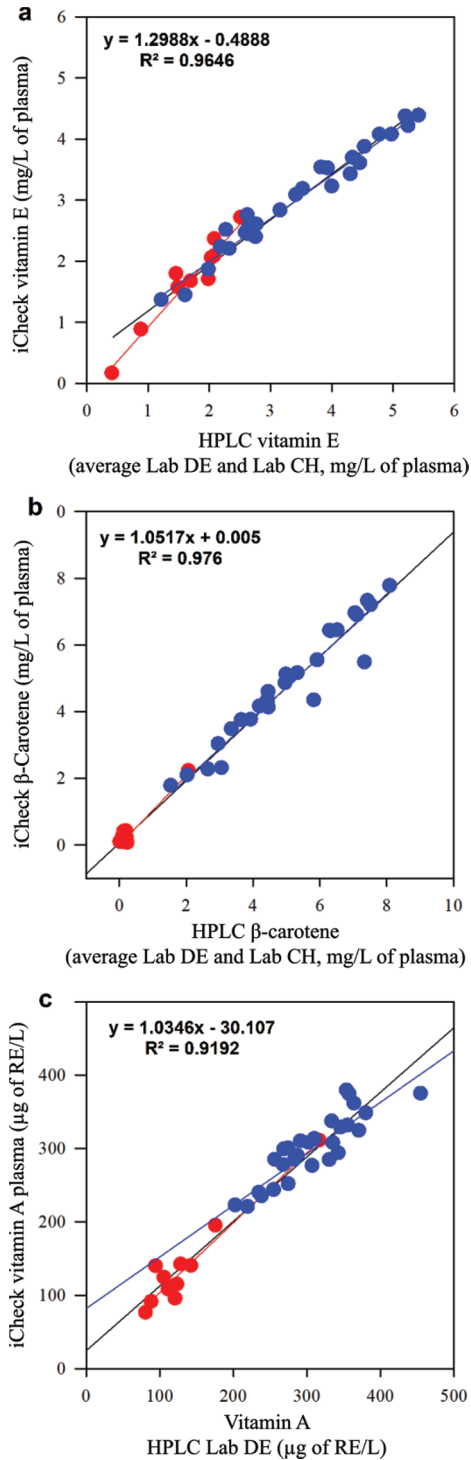 a
y = 1.2988x - 0.4888
R² = 0.9646
iCheck vitamin E (mg/L of plasma)
6
5
4
3
2
1
0
0 1 2 3 4 5 6
HPLC vitamin E
(average Lab DE and Lab CH, mg/L of plasma)
b
y = 1.0517x + 0.005
R² = 0.976
iCheck β-Carotene (mg/L of plasma)
0
8
6
4
2
0
0 2 4 6 8 10
HPLC β-carotene
(average Lab DE and Lab CH, mg/L of plasma)
c
y = 1.0346x - 30.107
R² = 0.9192
iCheck vitamin A plasma (µg of RE/L)
400
300
200
100
0
0 100 200 300 400 500
Vitamin A
HPLC Lab DE (µg of RE/L)